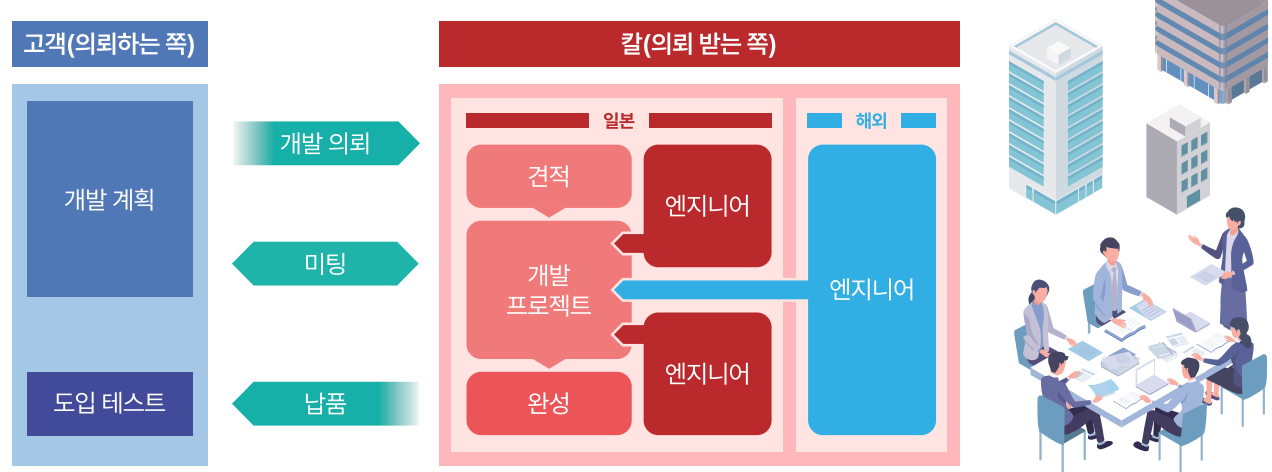 고객(의뢰하는 쪽)
개발 계획
도입 테스트
개발 의뢰
미팅
납품
칼(의뢰 받는 쪽)
일본
견적
개발
프로젝트
완성
엔지니어
엔지니어
해외
엔지니어